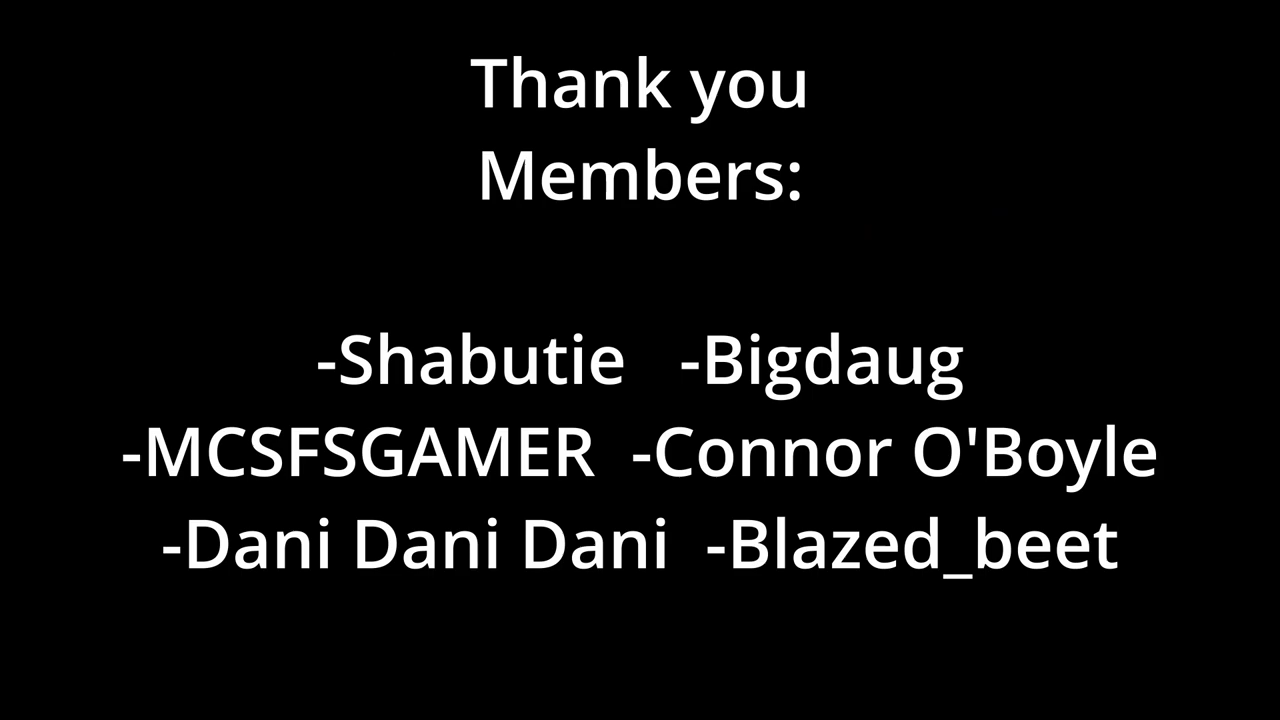 Thank you
Members:
-Shabutie   -Bigdaug
-MCSFSGAMER  -Connor O'Boyle
-Dani Dani Dani  -Blazed_beet